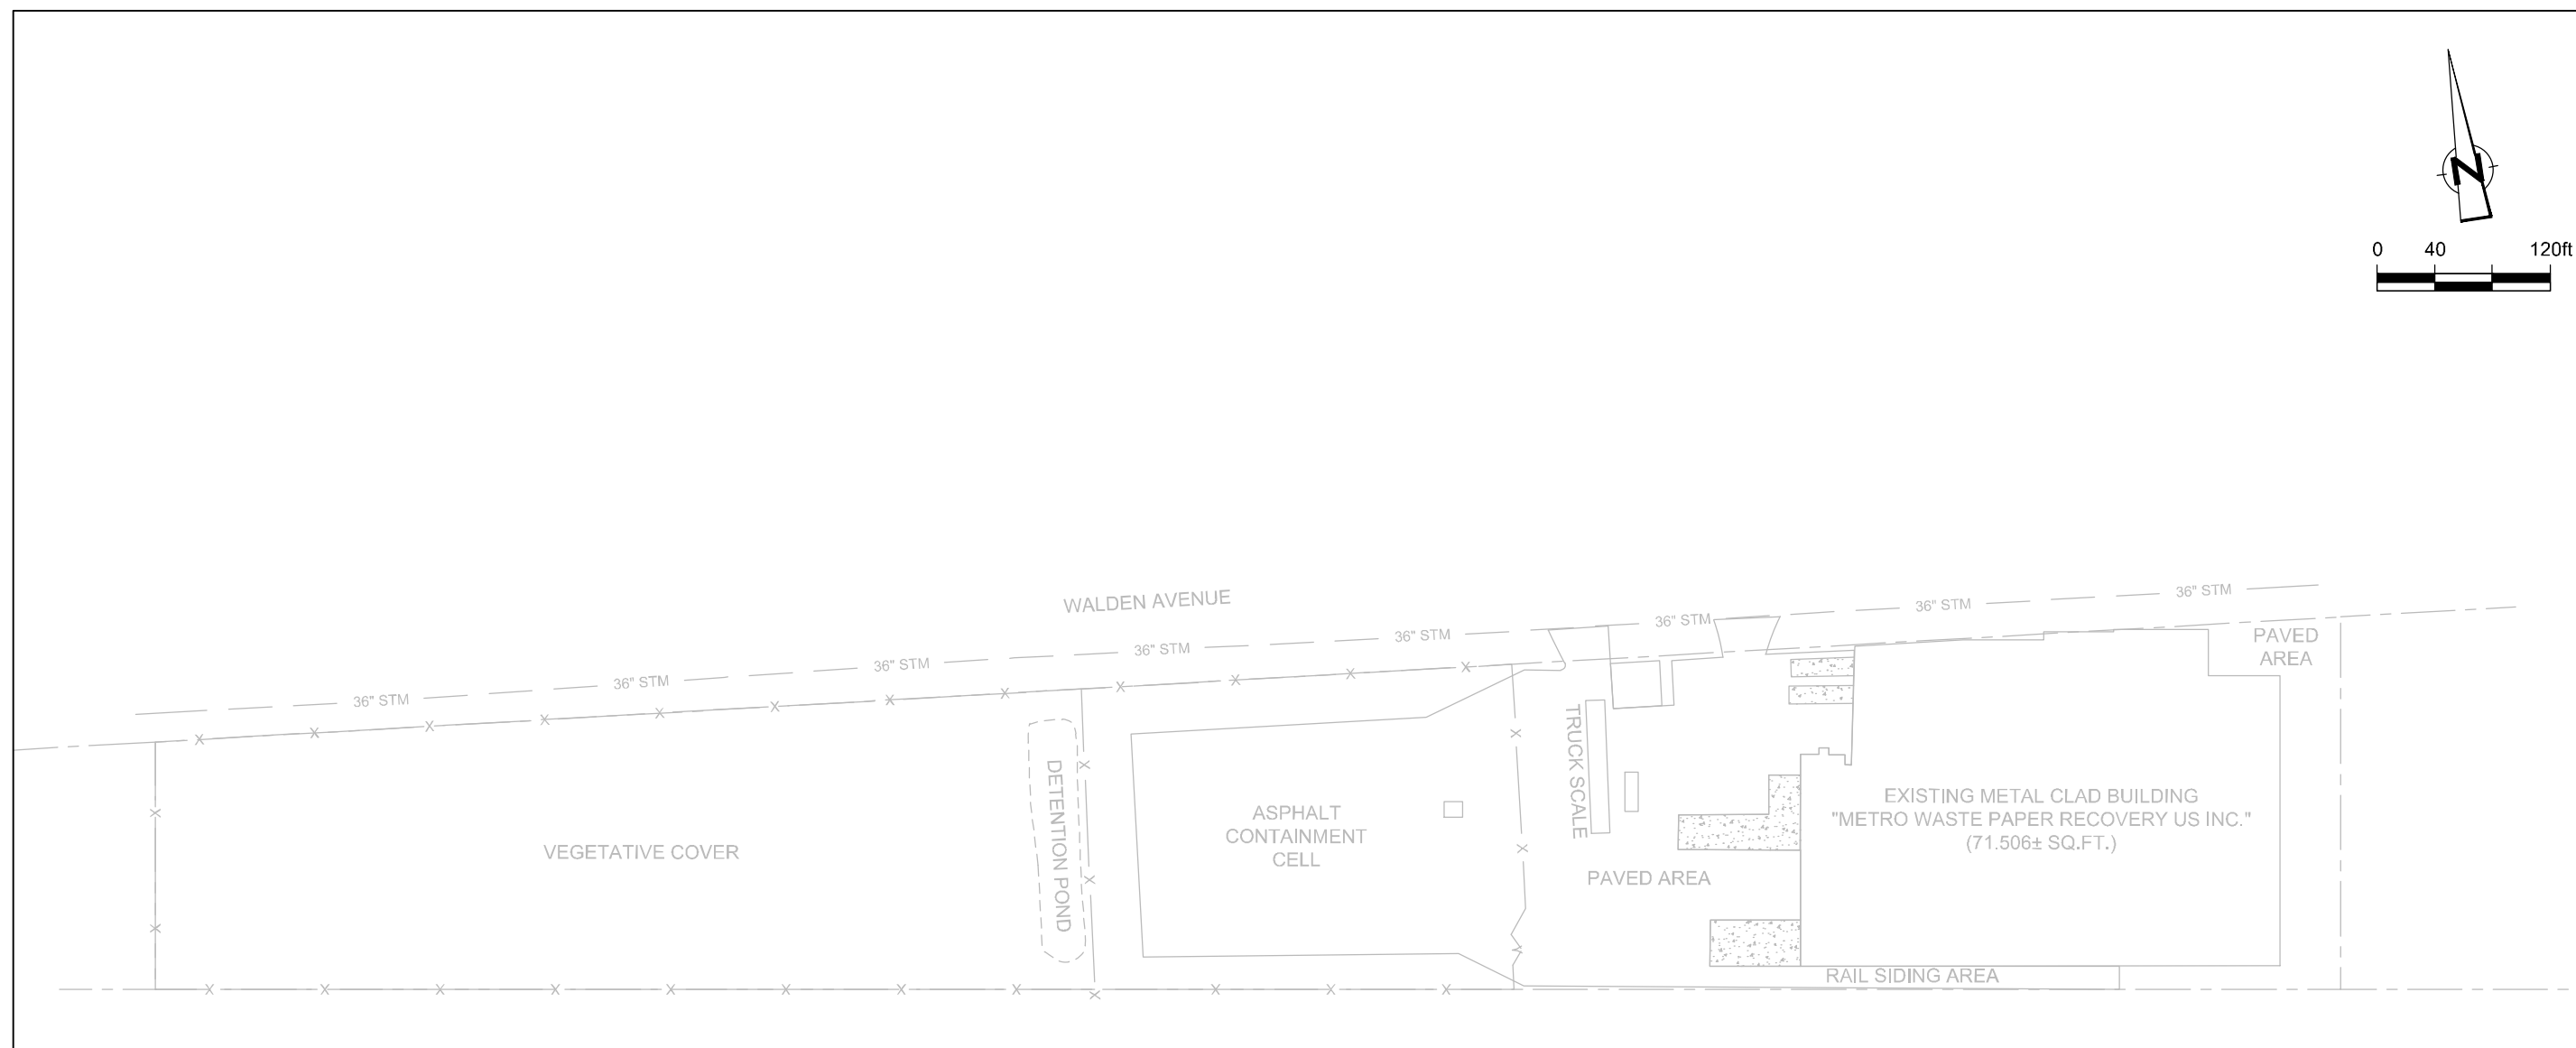 N
0 40 120ft
WALDEN AVENUE
36" STM
36" STM
36" STM
36" STM
36" STM
36" STM
36" STM
36" STM
PAVED
AREA
TRUCK SCALE
DETENTION POND
ASPHALT
CONTAINMENT
CELL
VEGETATIVE COVER
EXISTING METAL CLAD BUILDING
"METRO WASTE PAPER RECOVERY US INC."
(71.506± SQ.FT.)
PAVED AREA
RAIL SIDING AREA